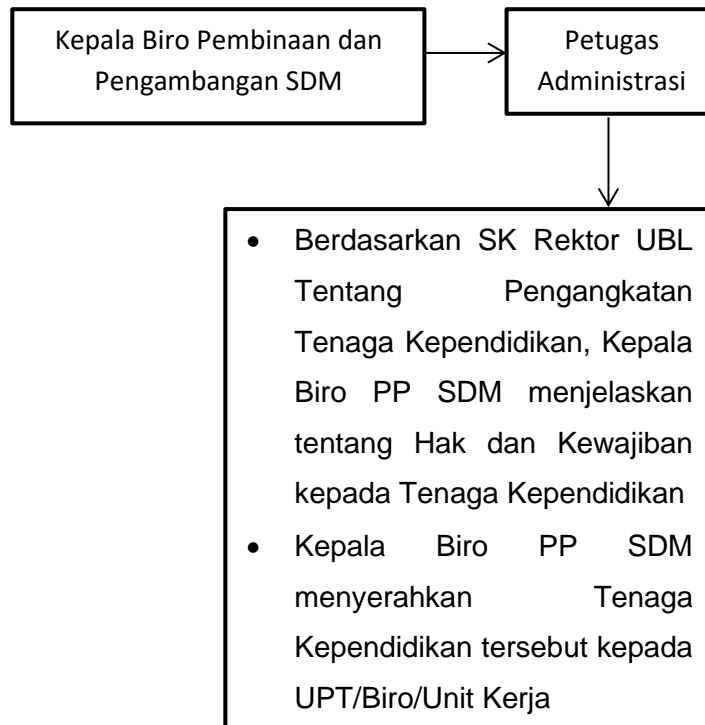 Kepala Biro Pembinaan dan
Pengambangan SDM
Petugas
Administrasi
• Berdasarkan SK Rektor UBL
Tentang Pengangkatan
Tenaga Kependidikan, Kepala
Biro PP SDM menjelaskan
tentang Hak dan Kewajiban
kepada Tenaga Kependidikan
• Kepala Biro PP SDM
menyerahkan Tenaga
Kependidikan tersebut kepada
UPT/Biro/Unit Kerja